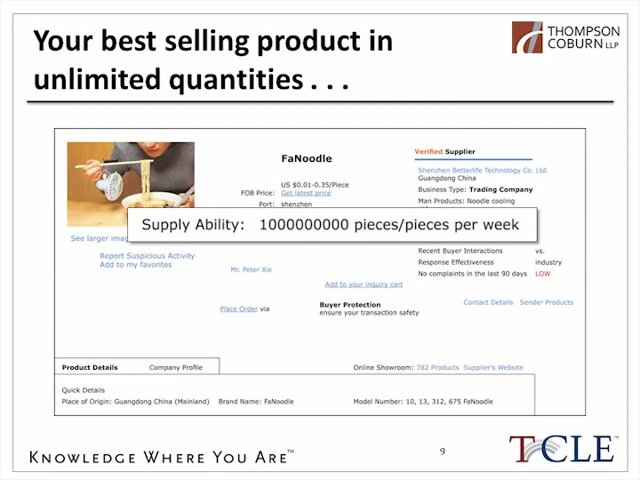 Your best selling product in
unlimited quantities . . .
THOMPSON
COBURN LLP
FaNoodle
US $0.01-0.35/Piece
FOB Price: Get latest price
Port: shenzhen
Verified Supplier
Shenzhen Betterlife Technology Co. Ltd.
Guangdong China
Business Type: Trading Company
Man Products: Noodle cooling
Supply Ability: 1000000000 pieces/pieces per week
See larger imag
Report Suspicious Activity
Add to my favorites
Mr. Peter Xie
Recent Buyer Interactions vs.
Response Effectiveness industry
No complaints in the last 90 days LOW
Add to your inquiry cart
Place Order via
Buyer Protection
ensure your transaction safety
Contact Details Sender Products
Product Details Company Profile
Online Showroom: 782 Products Supplier's Website
Quick Details
Place of Origin: Guangdong China (Mainland) Brand Name: FaNoodle Model Number: 10, 13, 312, 675 FaNoodle
KNOWLEDGE WHERE YOU ARE™
9
TCCLE™